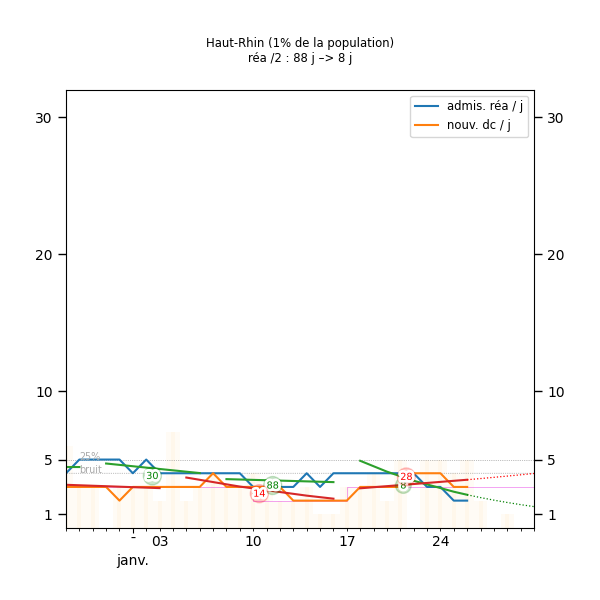 Haut-Rhin (1% de la population)
réa /2 : 88 j –> 8 j
admis. réa / j
nouv. dc / j
30 30
20 20
10 10
5 5
1 1
25%
bruit
30
88
14
28
8
- 03 10 17 24
janv.